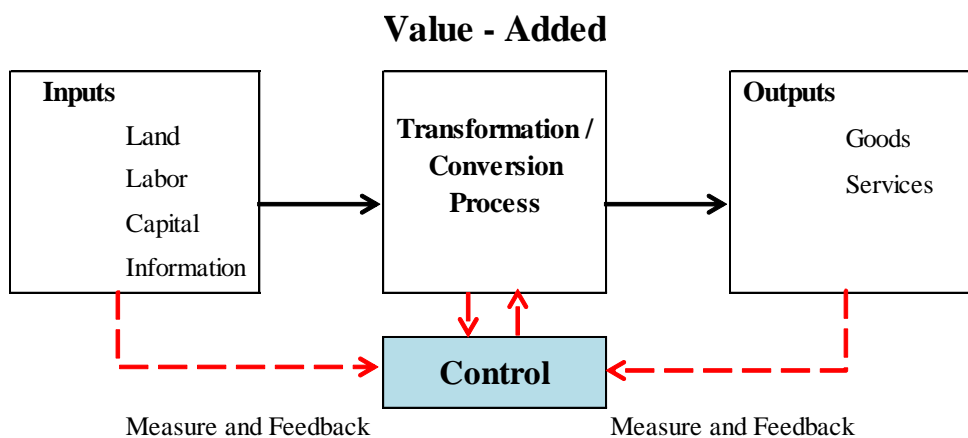 Value - Added
Inputs
Land
Labor
Capital
Information
Transformation /
Conversion
Process
Outputs
Goods
Services
Control
Measure and Feedback
Measure and Feedback